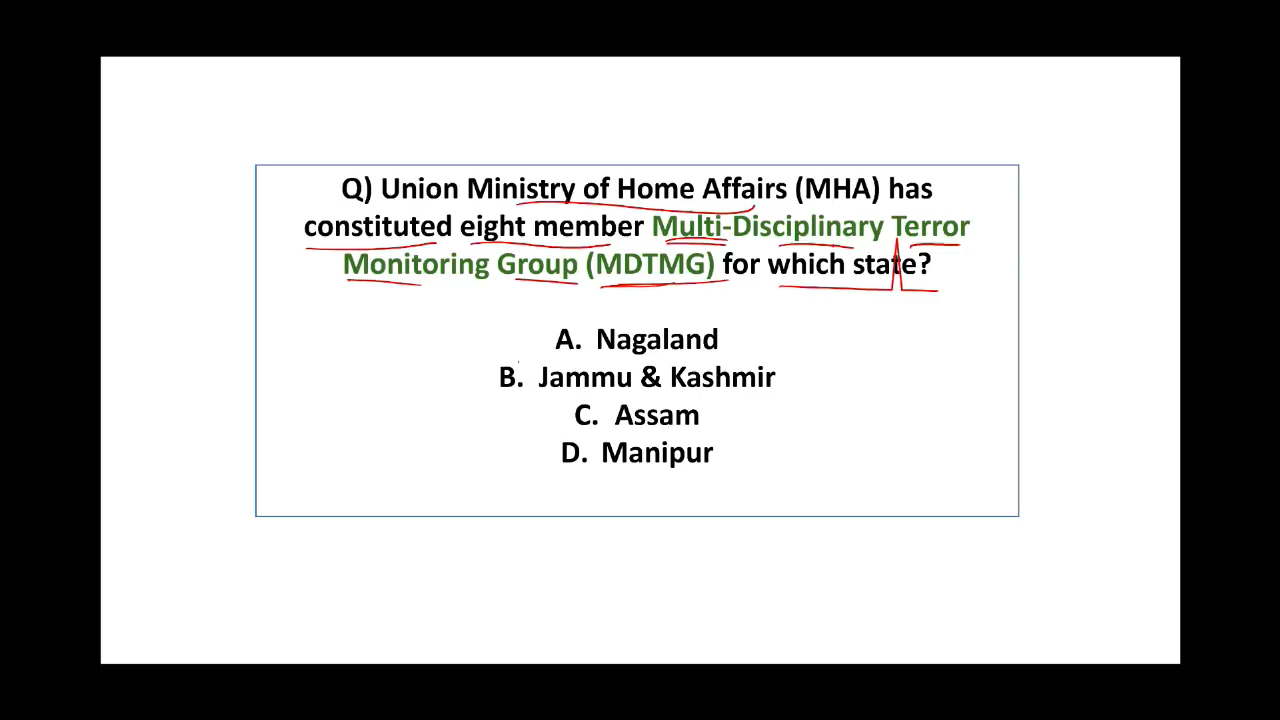 Q) Union Ministry of Home Affairs (MHA) has
constituted eight member Multi-Disciplinary Terror
Monitoring Group (MDTMG) for which state?
A. Nagaland
B. Jammu & Kashmir
C. Assam
D. Manipur